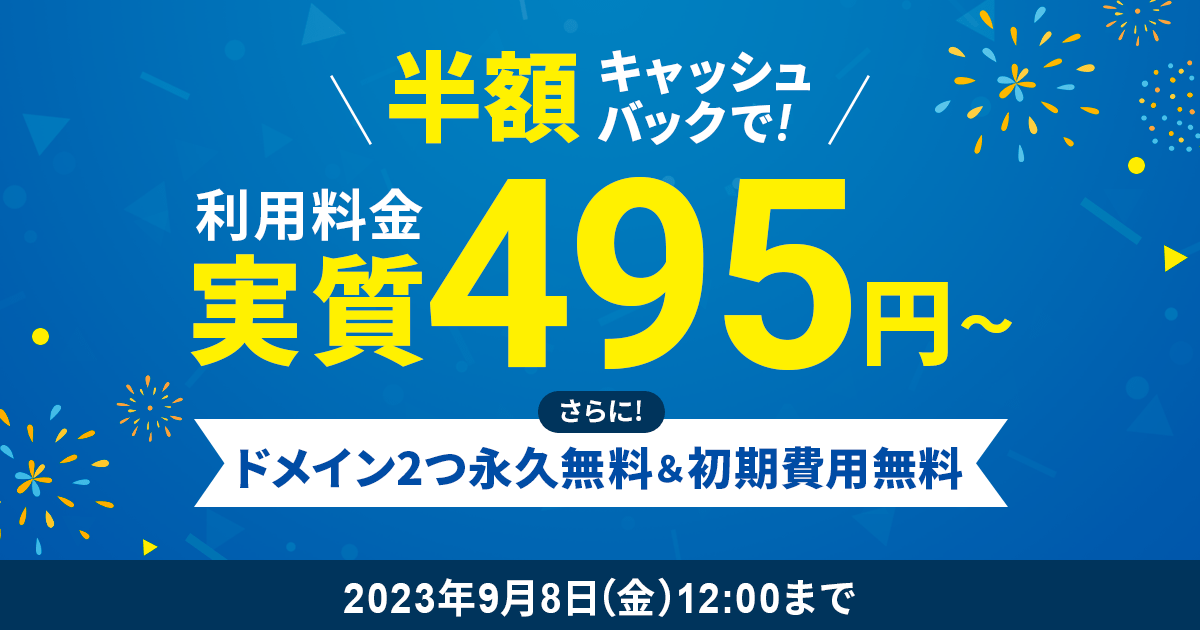 半額 キャッシュ
バックで!
利用料金
実質495円～
さらに!
ドメイン2つ永久無料&初期費用無料
2023年9月8日(金)12:00まで